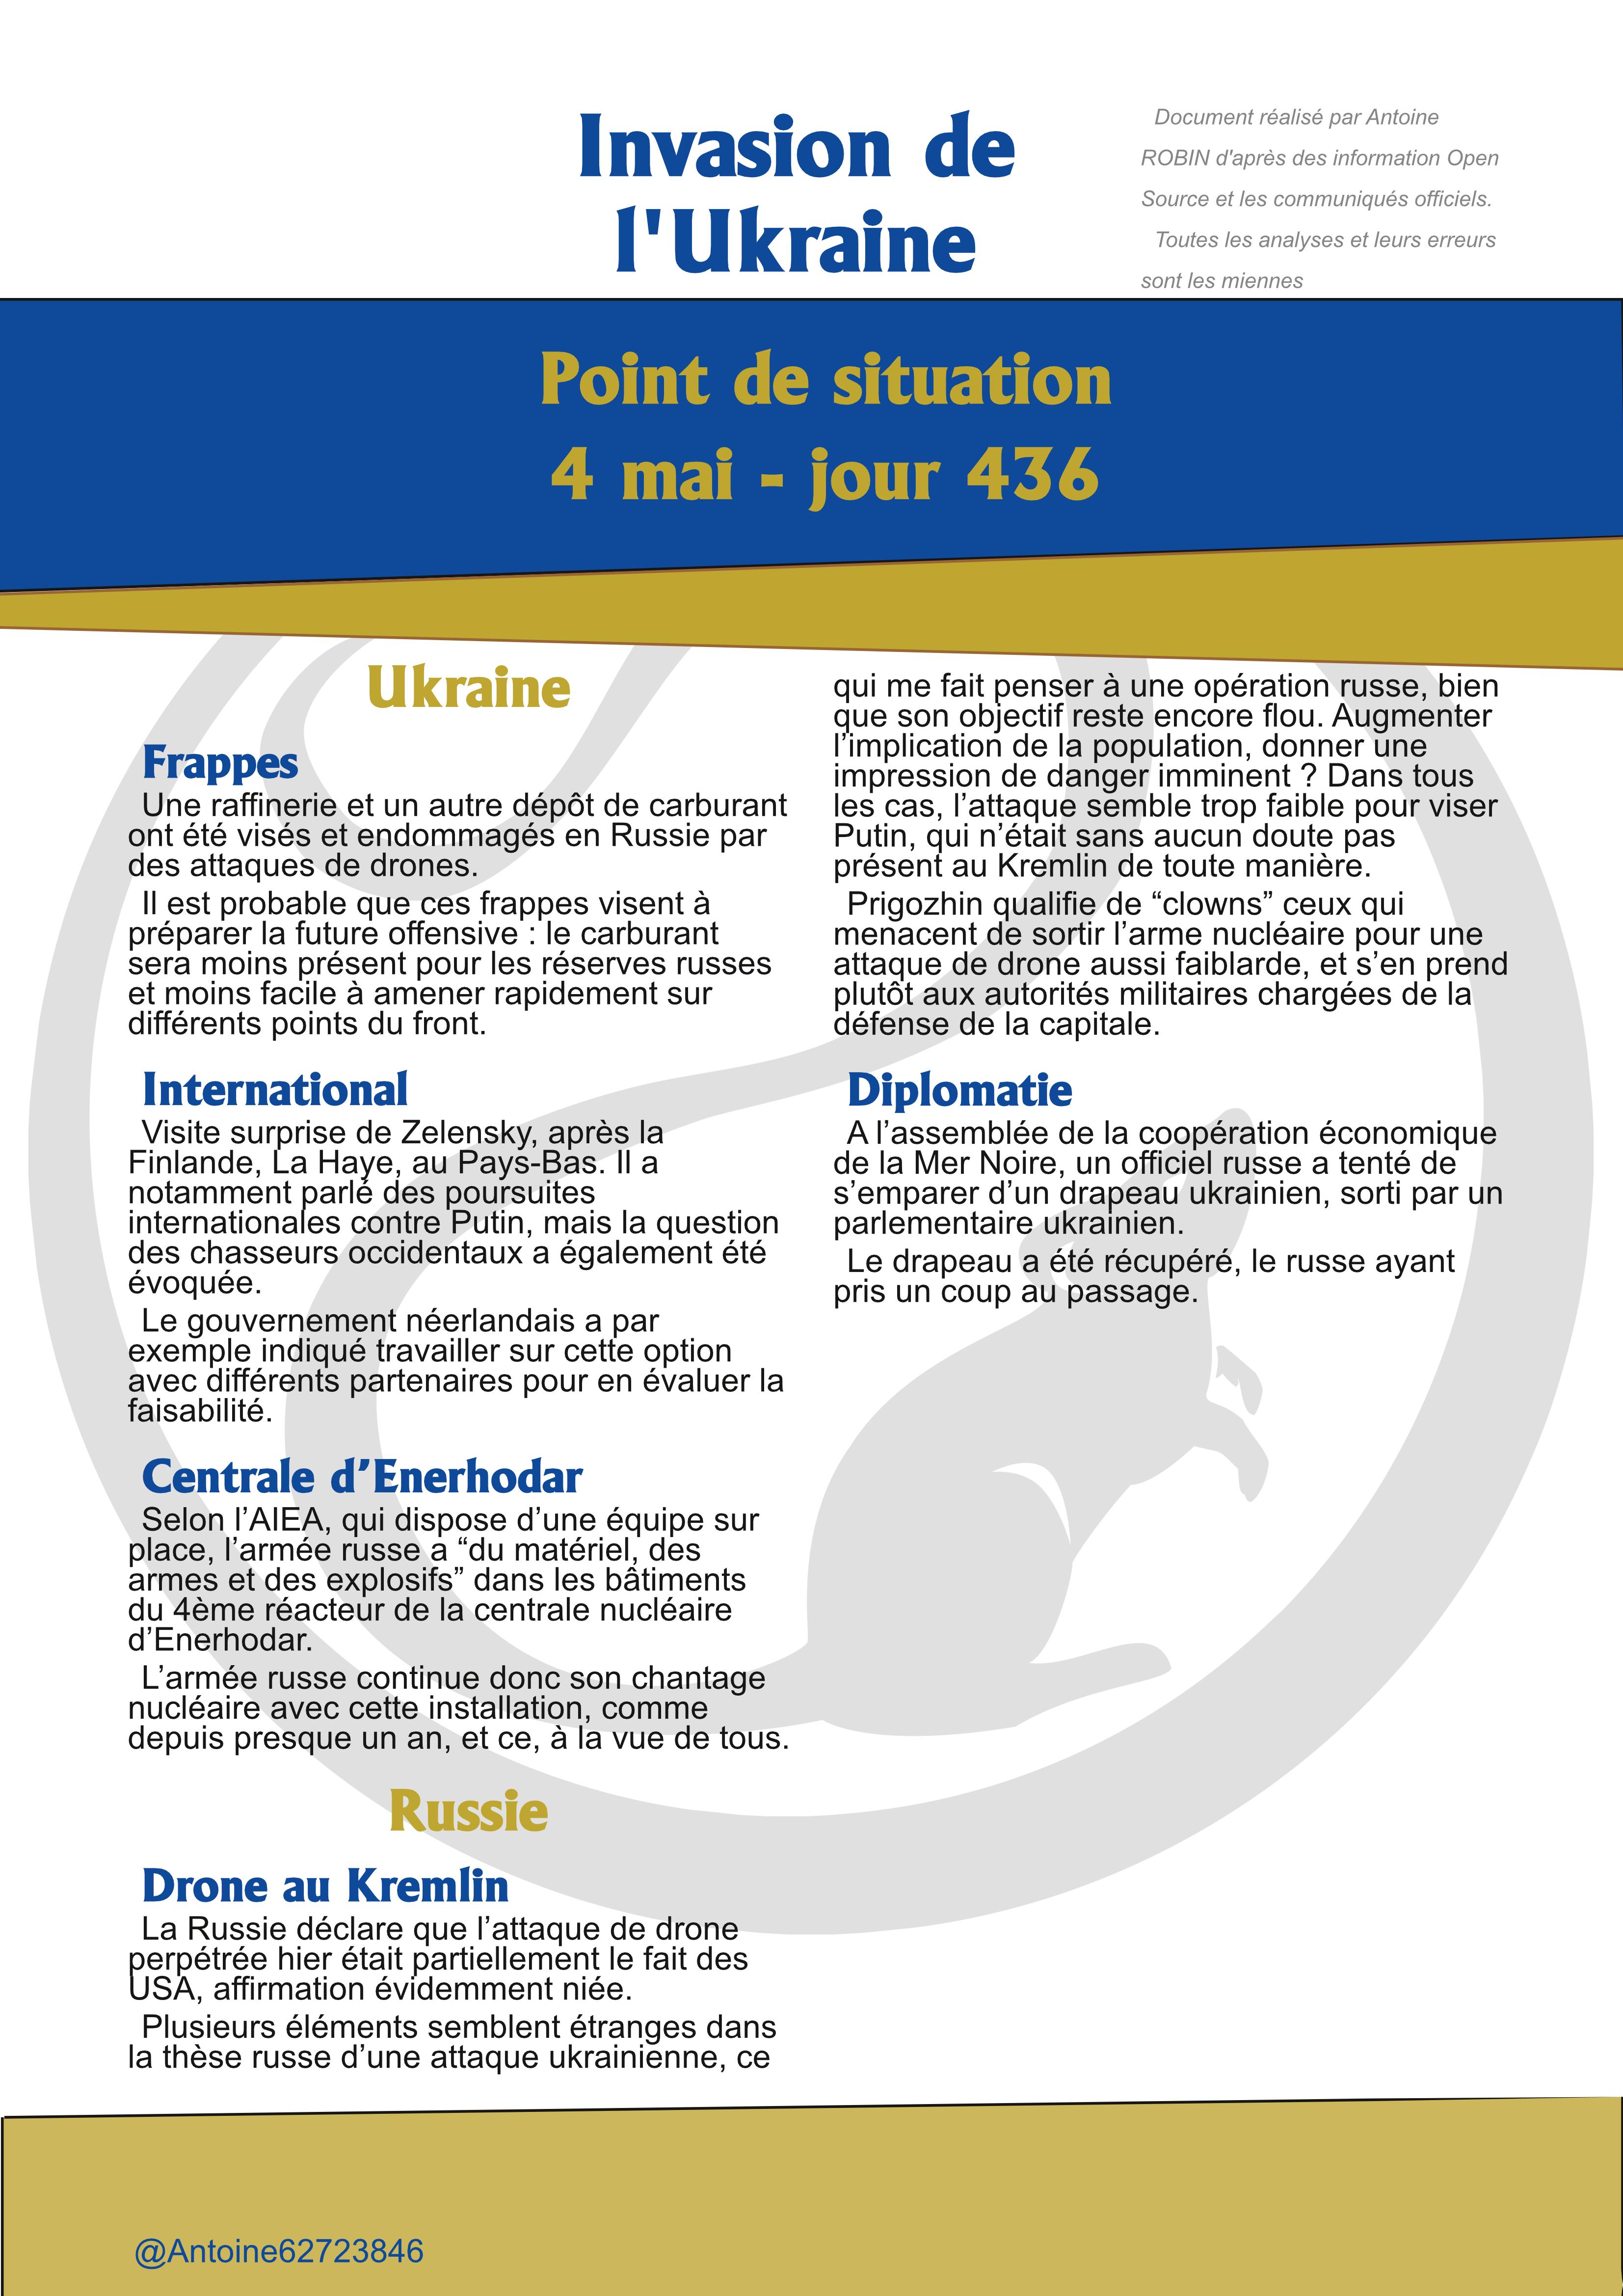 Invasion de
l'Ukraine
Document réalisé par Antoine
ROBIN d'après des information Open
Source et les communiqués officiels.
Toutes les analyses et leurs erreurs
sont les miennes
Point de situation
4 mai - jour 436
Ukraine
Frappes
Une raffinerie et un autre dépôt de carburant
ont été visés et endommagés en Russie par
des attaques de drones.
Il est probable que ces frappes visent à
préparer la future offensive : le carburant
sera moins présent pour les réserves russes
et moins facile à amener rapidement sur
différents points du front.
International
Visite surprise de Zelensky, après la
Finlande, La Haye, au Pays-Bas. Il a
notamment parlé des poursuites
internationales contre Putin, mais la question
des chasseurs occidentaux a également été
évoquée.
Le gouvernement néerlandais a par
exemple indiqué travailler sur cette option
avec différents partenaires pour en évaluer la
faisabilité.
Centrale d’Enerhodar
Selon l’AIEA, qui dispose d’une équipe sur
place, l’armée russe a “du matériel, des
armes et des explosifs” dans les bâtiments
du 4ème réacteur de la centrale nucléaire
d’Enerhodar.
L’armée russe continue donc son chantage
nucléaire avec cette installation, comme
depuis presque un an, et ce, à la vue de tous.
Russie
Drone au Kremlin
La Russie déclare que l’attaque de drone
perpétrée hier était partiellement le fait des
USA, affirmation évidemment niée.
Plusieurs éléments semblent étranges dans
la thèse russe d’une attaque ukrainienne, ce
qui me fait penser à une opération russe, bien
que son objectif reste encore flou. Augmenter
l’implication de la population, donner une
impression de danger imminent ? Dans tous
les cas, l’attaque semble trop faible pour viser
Putin, qui n’était sans aucun doute pas
présent au Kremlin de toute manière.
Prigozhin qualifie de “clowns” ceux qui
menacent de sortir l’arme nucléaire pour une
attaque de drone aussi faiblarde, et s’en prend
plutôt aux autorités militaires chargées de la
défense de la capitale.
Diplomatie
A l’assemblée de la coopération économique
de la Mer Noire, un officiel russe a tenté de
s’emparer d’un drapeau ukrainien, sorti par un
parlementaire ukrainien.
Le drapeau a été récupéré, le russe ayant
pris un coup au passage.
@Antoine62723846